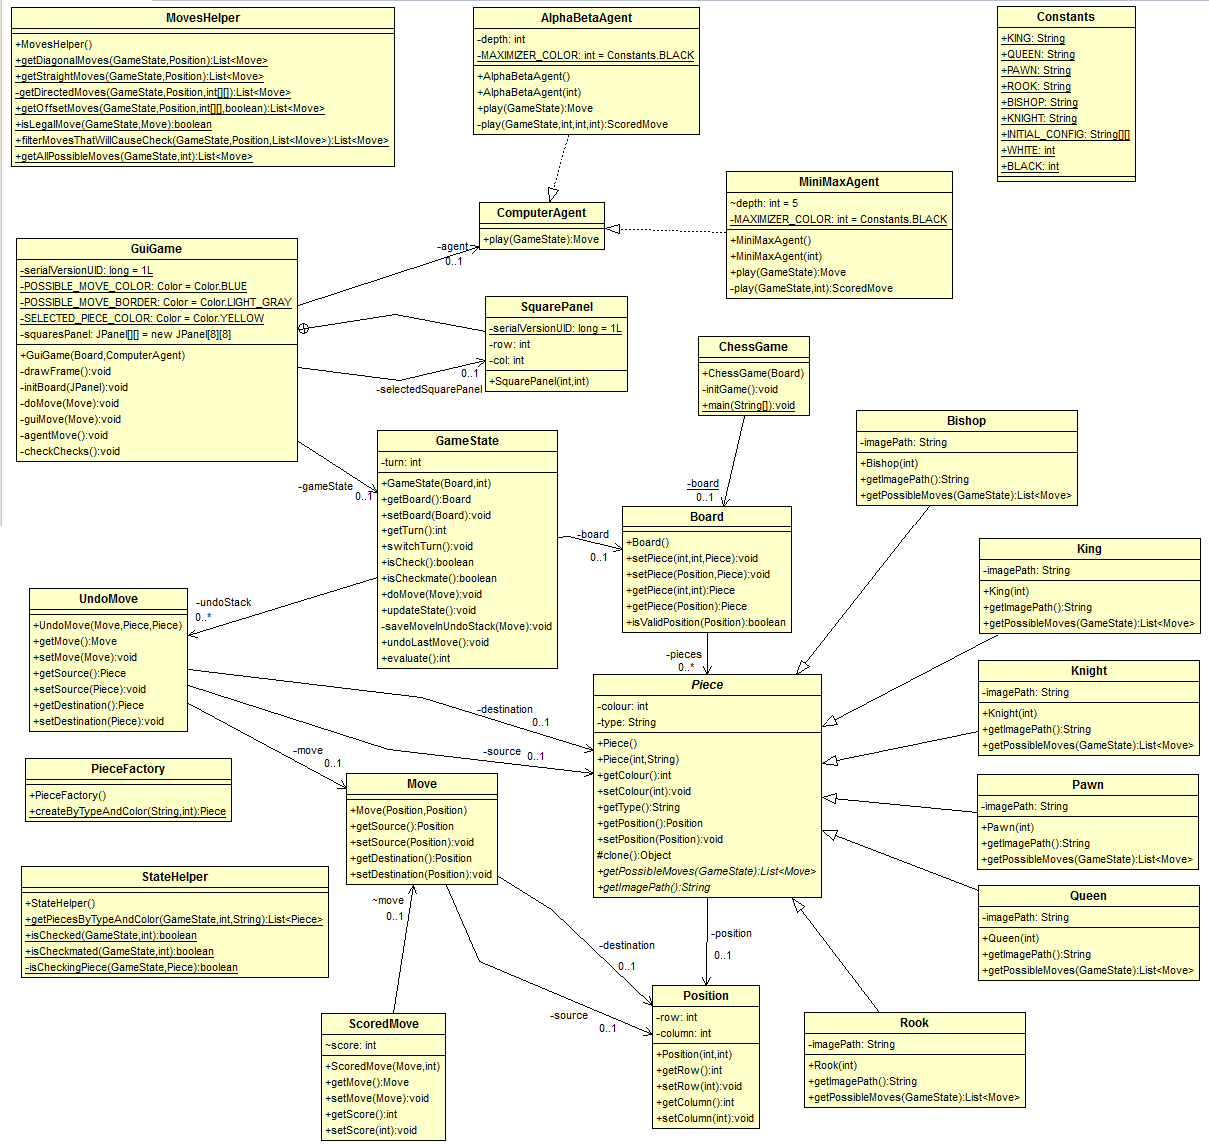 MovesHelper
+MovesHelper()
+getDiagonalMoves(GameState,Position):List<Move>
+getStraightMoves(GameState,Position):List<Move>
-getDirectedMoves(GameState,Position,int[][]):List<Move>
+getOffsetMoves(GameState,Position,int[][],boolean):List<Move>
+isLegalMove(GameState,Move):boolean
+filterMovesThatWillCauseCheck(GameState,Position,List<Move>):List<Move>
+getAllPossibleMoves(GameState,int):List<Move>
AlphaBetaAgent
-depth: int
-MAXIMIZER_COLOR: int = Constants.BLACK
+AlphaBetaAgent()
+AlphaBetaAgent(int)
+play(GameState):Move
-play(GameState,int,int,int):ScoredMove
Constants
+KING: String
+QUEEN: String
+PAWN: String
+ROOK: String
+BISHOP: String
+KNIGHT: String
+INITIAL_CONFIG: String[][]
+WHITE: int
+BLACK: int
ComputerAgent
+play(GameState):Move
MiniMaxAgent
~depth: int = 5
-MAXIMIZER_COLOR: int = Constants.BLACK
+MiniMaxAgent()
+MiniMaxAgent(int)
+play(GameState):Move
-play(GameState,int):ScoredMove
GuiGame
-serialVersionUID: long = 1L
-POSSIBLE_MOVE_COLOR: Color = Color.BLUE
-POSSIBLE_MOVE_BORDER: Color = Color.LIGHT_GRAY
-SELECTED_PIECE_COLOR: Color = Color.YELLOW
-squaresPanel: JPanel[][] = new JPanel[8][8]
+GuiGame(Board,ComputerAgent)
-drawFrame():void
-initBoard(JPanel):void
-doMove(Move):void
-guiMove(Move):void
-agentMove():void
-checkChecks():void
-agent
0..1
SquarePanel
-serialVersionUID: long = 1L
-row: int
-col: int
+SquarePanel(int,int)
0..1
-selectedSquarePanel
ChessGame
+ChessGame(Board)
-initGame():void
+main(String[]):void
-board
0..1
Bishop
-imagePath: String
+Bishop(int)
+getImagePath():String
+getPossibleMoves(GameState):List<Move>
-gameState
0..1
GameState
-turn: int
+GameState(Board,int)
+getBoard():Board
+setBoard(Board):void
+getTurn():int
+switchTurn():void
+isCheck():boolean
+isCheckmate():boolean
+doMove(Move):void
+updateState():void
-saveMoveInUndoStack(Move):void
+undoLastMove():void
+evaluate():int
-board
0..1
Board
+Board()
+setPiece(int,int,Piece):void
+setPiece(Position,Piece):void
+getPiece(int,int):Piece
+getPiece(Position):Piece
+isValidPosition(Position):boolean
King
-imagePath: String
+King(int)
+getImagePath():String
+getPossibleMoves(GameState):List<Move>
UndoMove
+UndoMove(Move,Piece,Piece)
+getMove():Move
+setMove(Move):void
+getSource():Piece
+setSource(Piece):void
+getDestination():Piece
+setDestination(Piece):void
-undoStack
0..*
-pieces
0..*
Knight
-imagePath: String
+Knight(int)
+getImagePath():String
+getPossibleMoves(GameState):List<Move>
Piece
-colour: int
-type: String
+Piece()
+Piece(int,String)
+getColour():int
+setColour(int):void
+getType():String
+getPosition():Position
+setPosition(Position):void
#clone():Object
+getPossibleMoves(GameState):List<Move>
+getImagePath():String
-destination
0..1
-source
0..1
-move
0..1
PieceFactory
+PieceFactory()
+createByTypeAndColor(String,int):Piece
Move
+Move(Position,Position)
+getSource():Position
+setSource(Position):void
+getDestination():Position
+setDestination(Position):void
Pawn
-imagePath: String
+Pawn(int)
+getImagePath():String
+getPossibleMoves(GameState):List<Move>
StateHelper
+StateHelper()
+getPiecesByTypeAndColor(GameState,int,String):List<Piece>
+isChecked(GameState,int):boolean
+isCheckmated(GameState,int):boolean
-isCheckingPiece(GameState,Piece):boolean
~move
0..1
Queen
-imagePath: String
+Queen(int)
+getImagePath():String
+getPossibleMoves(GameState):List<Move>
-destination
0..1
-source
0..1
-position
0..1
ScoredMove
~score: int
+ScoredMove(Move,int)
+getMove():Move
+setMove(Move):void
+getScore():int
+setScore(int):void
Position
-row: int
-column: int
+Position(int,int)
+getRow():int
+setRow(int):void
+getColumn():int
+setColumn(int):void
Rook
-imagePath: String
+Rook(int)
+getImagePath():String
+getPossibleMoves(GameState):List<Move>